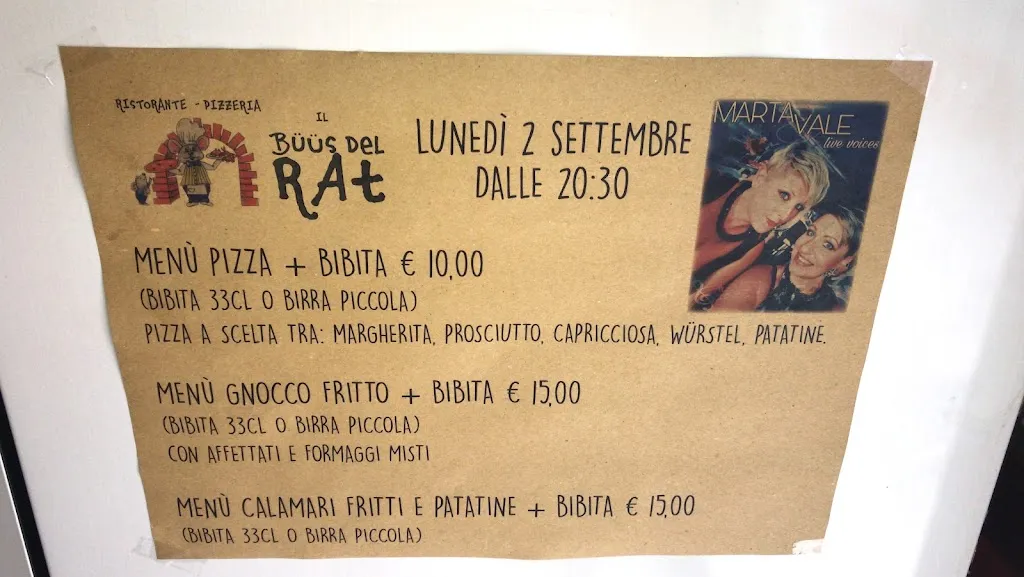 RISTORANTE - PIZZERIA
IL
BÜÜS DEL
RAt
LUNEDÌ 2 SETTEMBRE
DALLE 20:30
MARTA
VALE
live voices
MENÙ PIZZA + BIBITA € 10,00
(BIBITA 33CL O BIRRA PICCOLA)
PIZZA A SCELTA TRA: MARGHERITA, PROSCIUTTO, CAPRICCIOSA, WÜRSTEL, PATATINE.
MENÙ GNOCCO FRITTO + BIBITA € 15,00
(BIBITA 33CL O BIRRA PICCOLA)
CON AFFETTATI E FORMAGGI MISTI
MENÙ CALAMARI FRITTI E PATATINE + BIBITA € 15,00
(BIBITA 33CL O BIRRA PICCOLA)